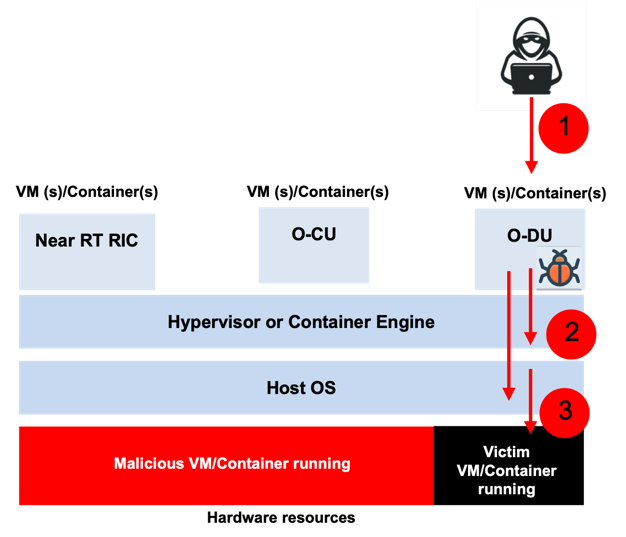 1
VM (s)/Container(s)
VM (s)/Container(s)
VM (s)/Container(s)
Near RT RIC
O-CU
O-DU
Hypervisor or Container Engine
2
Host OS
3
Malicious VM/Container running
Victim
VM/Container
running
Hardware resources